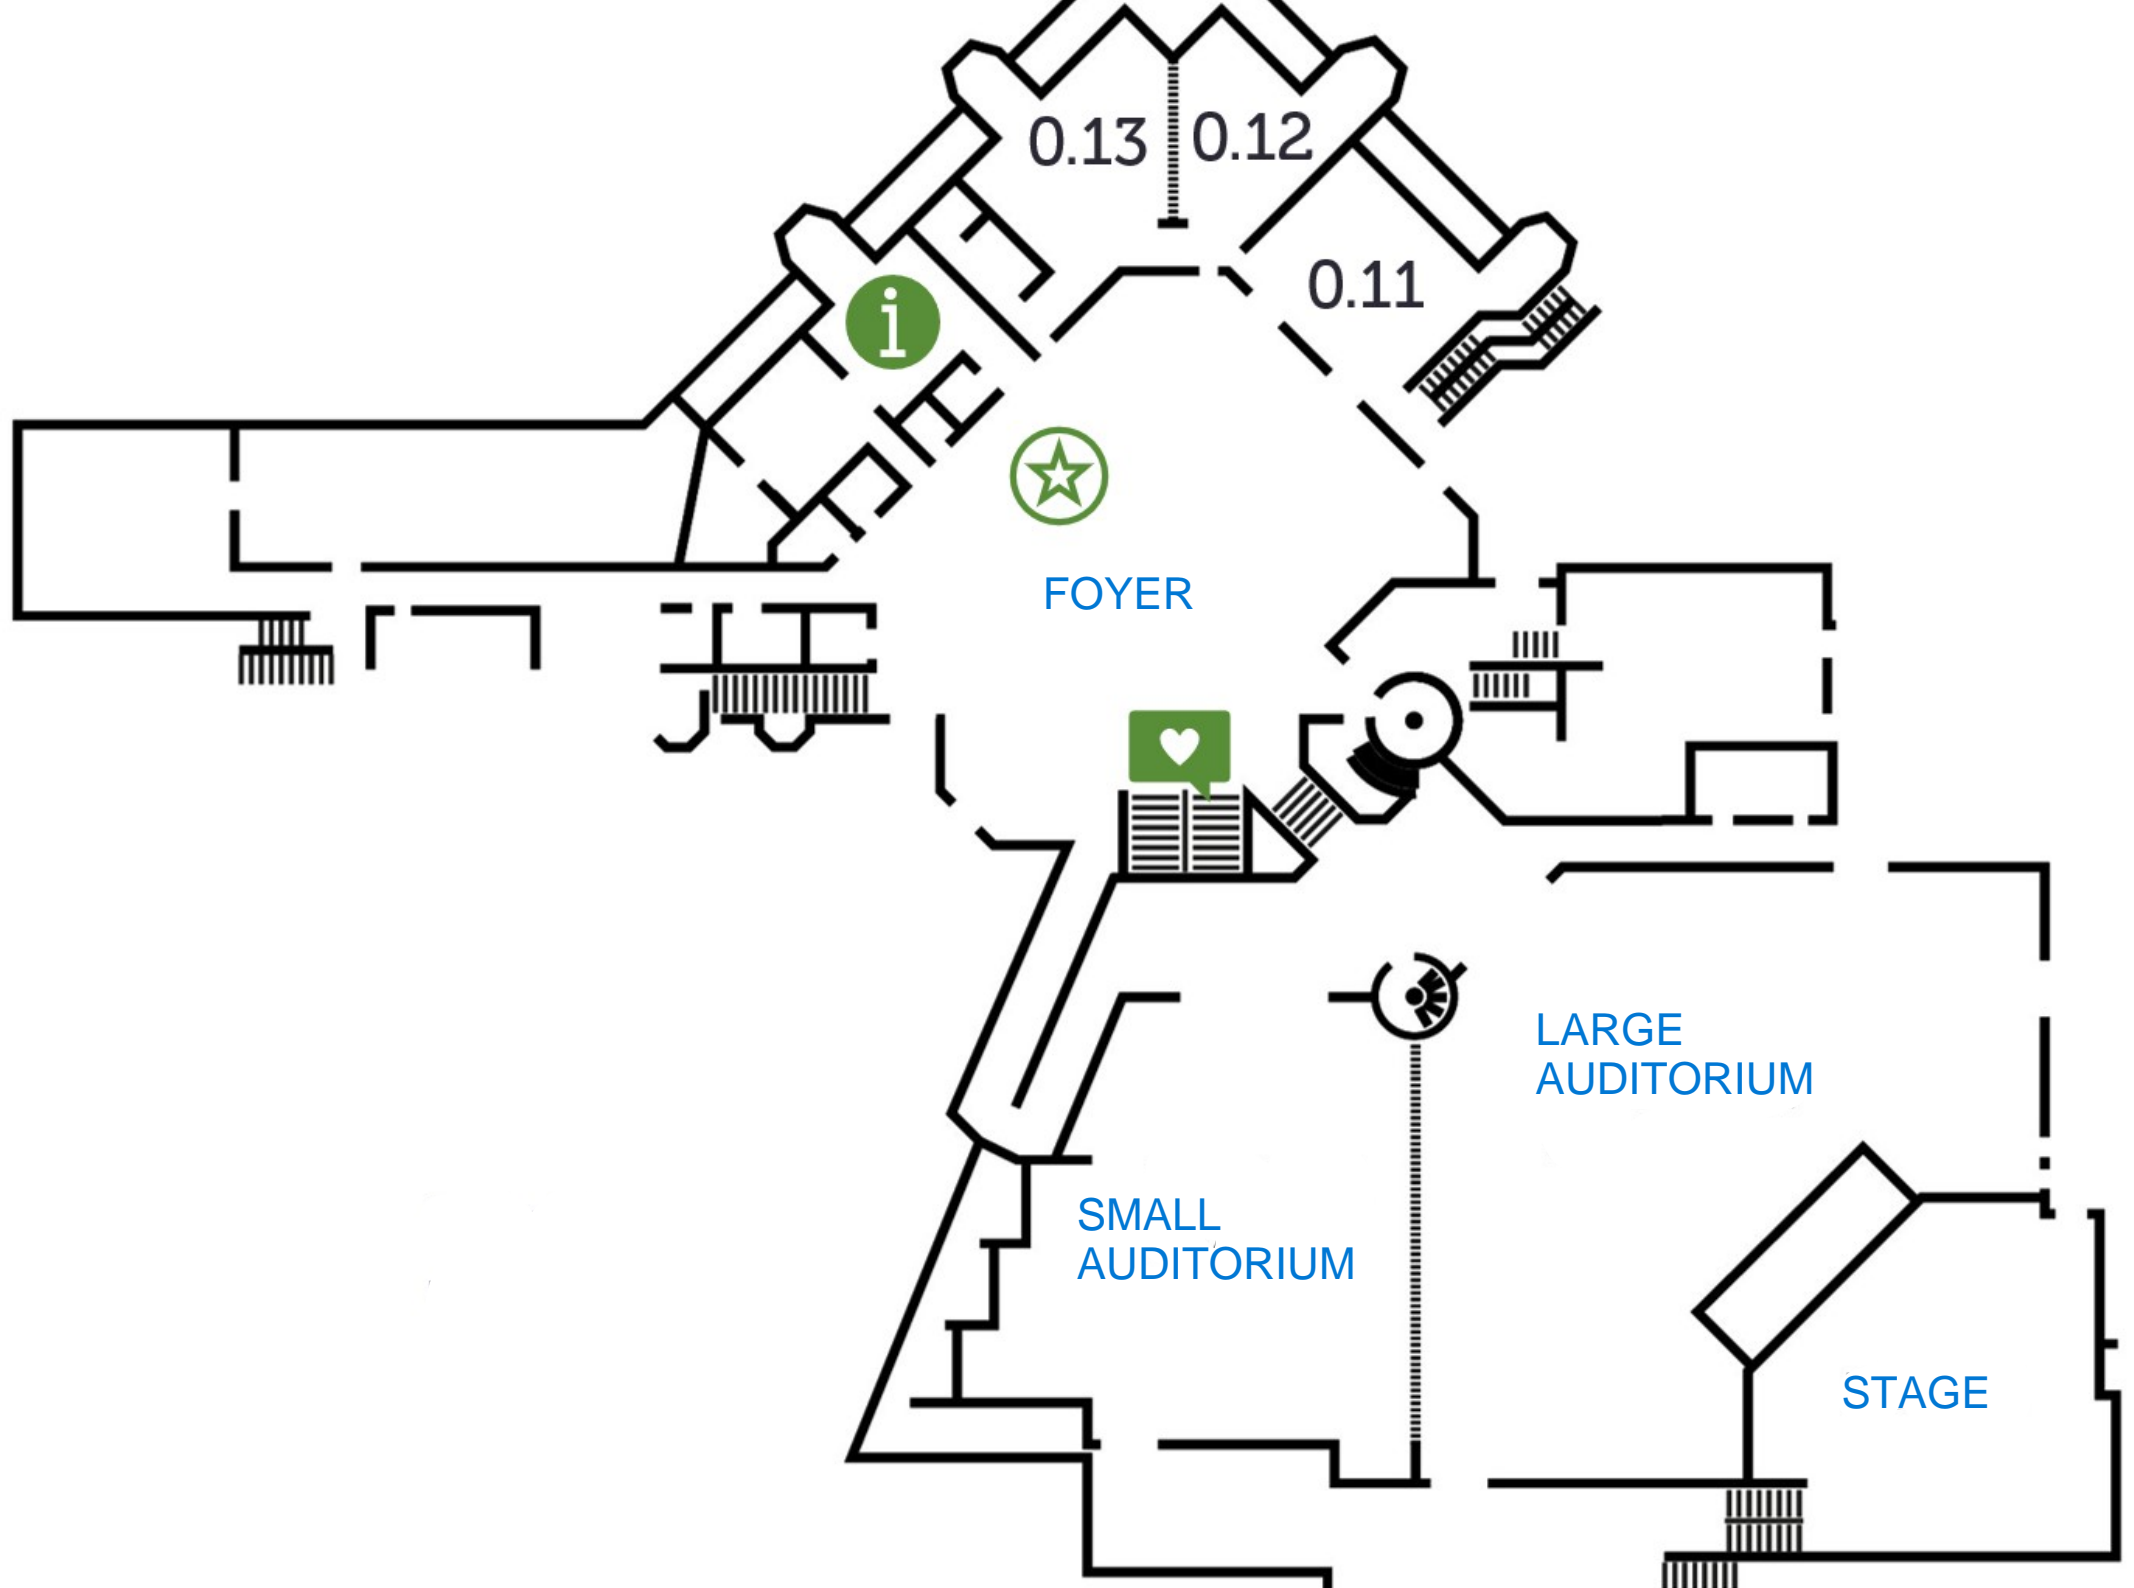 0.13
0.12
0.11
i
FOYER
LARGE
AUDITORIUM
SMALL
AUDITORIUM
STAGE